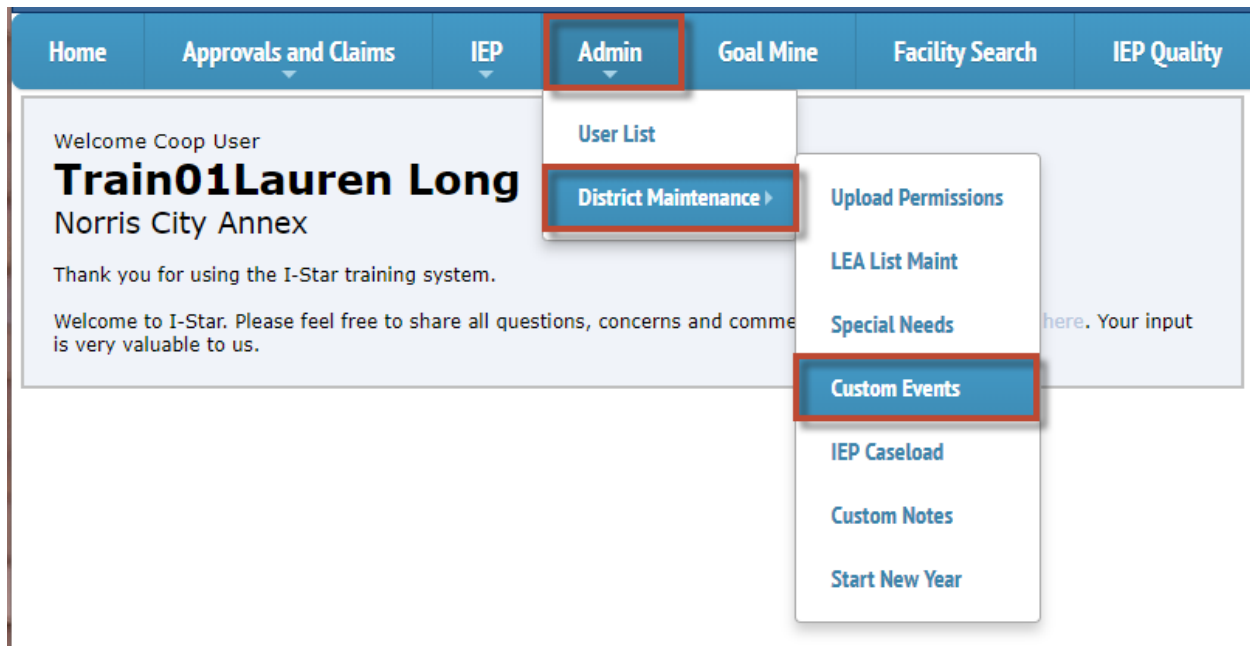 Home Approvals and Claims IEP Admin Goal Mine Facility Search IEP Quality
Welcome Coop User
Train01Lauren Long
Norris City Annex
Thank you for using the I-Star training system.
Welcome to I-Star. Please feel free to share all questions, concerns and comme here. Your input
is very valuable to us.
User List
District Maintenance
Upload Permissions
LEA List Maint
Special Needs
Custom Events
IEP Caseload
Custom Notes
Start New Year